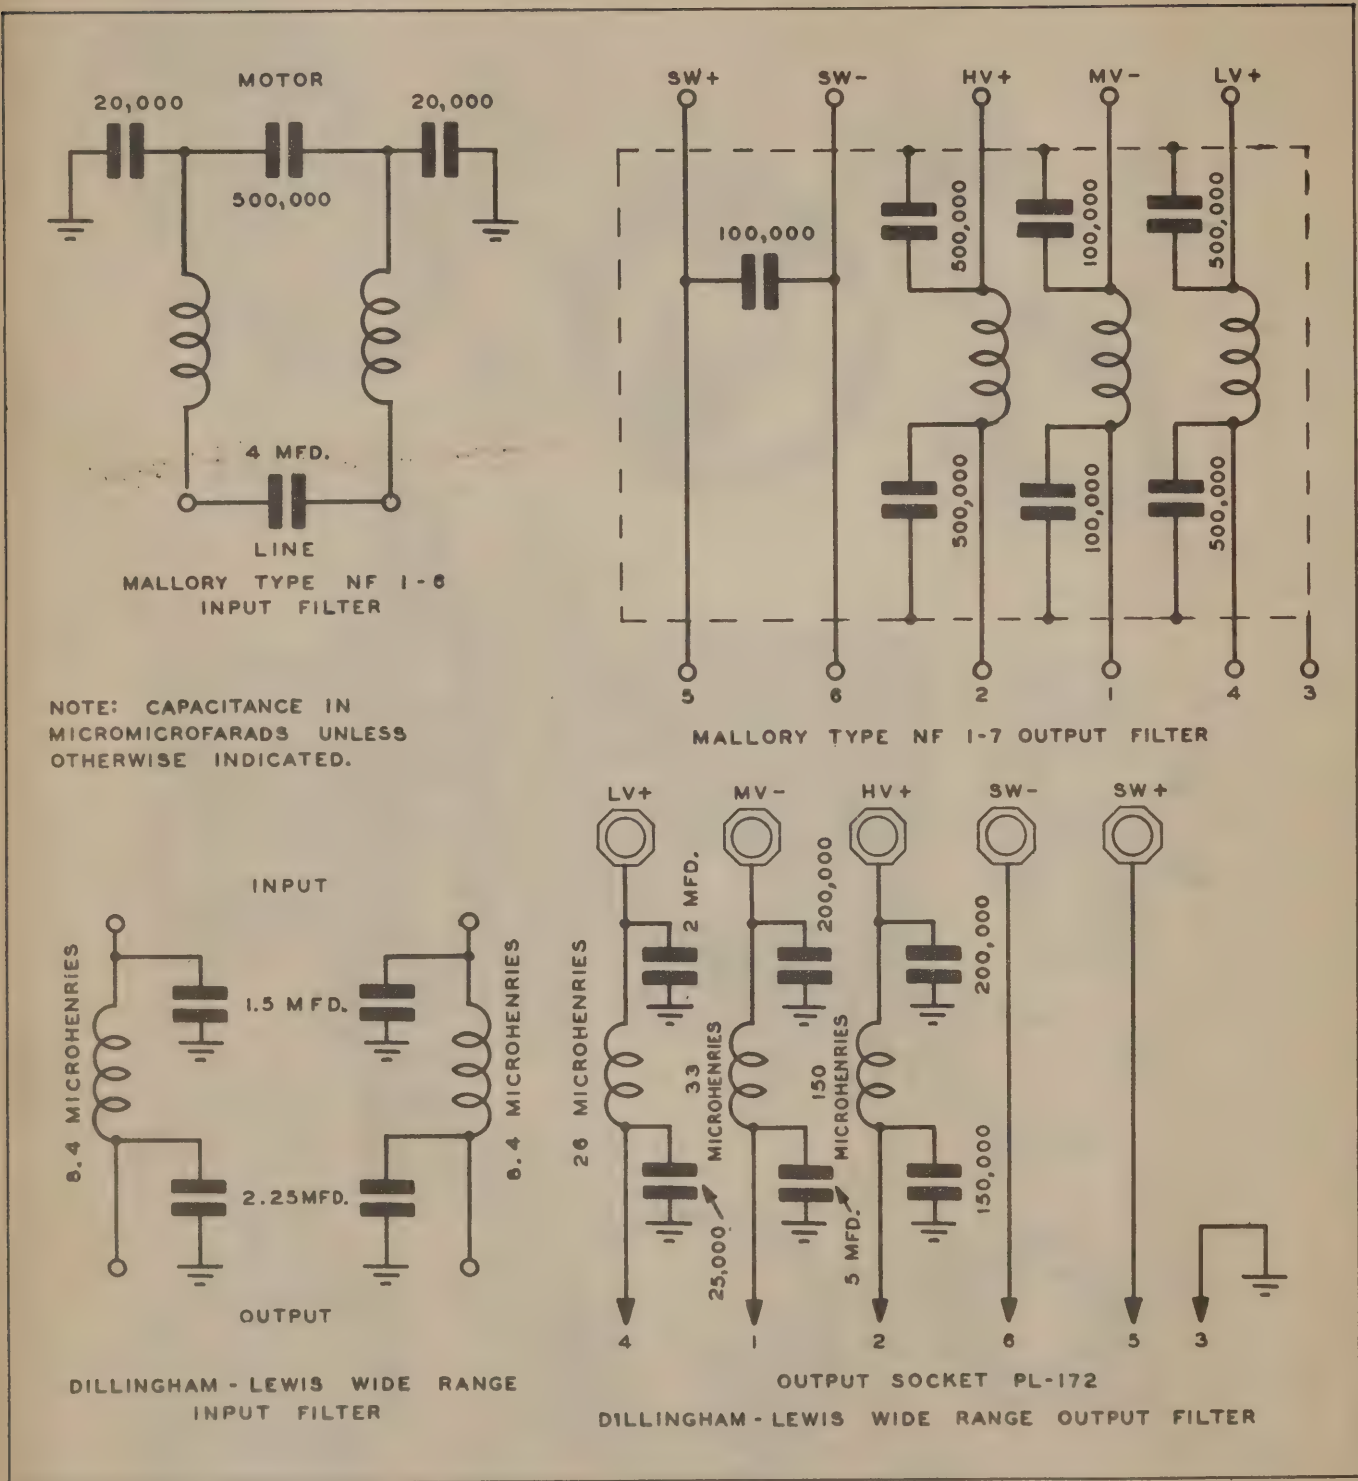 MOTOR
20,000
20,000
500,000
4 MFD.
LINE
MALLORY TYPE NF 1-6
INPUT FILTER
NOTE: CAPACITANCE IN
MICROMICROFARADS UNLESS
OTHERWISE INDICATED.
SW+
SW-
HV+
MV-
LV+
100,000
500,000
100,000
500,000
500,000
100,000
500,000
5
6
2
1
4
3
MALLORY TYPE NF 1-7 OUTPUT FILTER
INPUT
8.4 MICROHENRIES
1.5 MFD.
8.4 MICROHENRIES
2.25 MFD.
OUTPUT
DILLINGHAM - LEWIS WIDE RANGE
INPUT FILTER
LV+
MV-
HV+
SW-
SW+
2 MFD.
200,000
200,000
26 MICROHENRIES
33
MICROHENRIES
150
MICROHENRIES
25,000
5 MFD.
150,000
4
1
2
6
5
3
OUTPUT SOCKET PL-172
DILLINGHAM - LEWIS WIDE RANGE OUTPUT FILTER